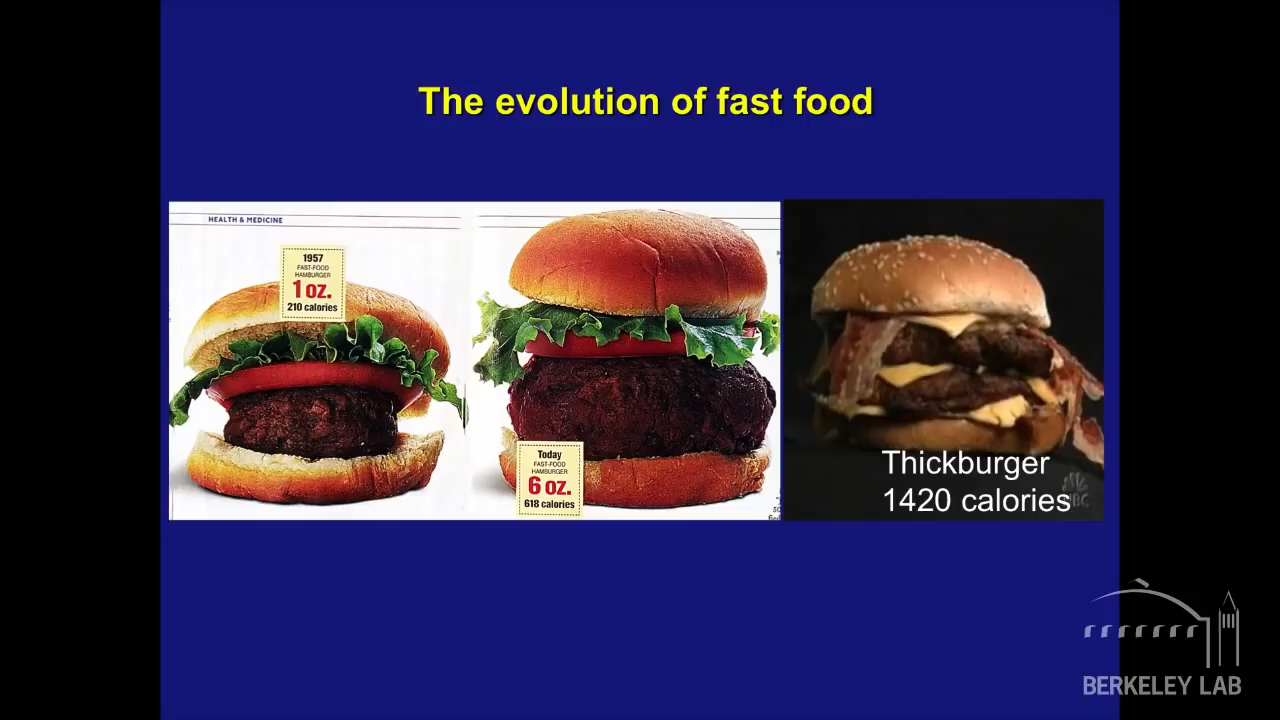 The evolution of fast food
HEALTH & MEDICINE
1957
FAST-FOOD
HAMBURGER
1 oz.
210 calories
Today
FAST-FOOD
HAMBURGER
6 oz.
618 calories
Thickburger
1420 calories
BERKELEY LAB